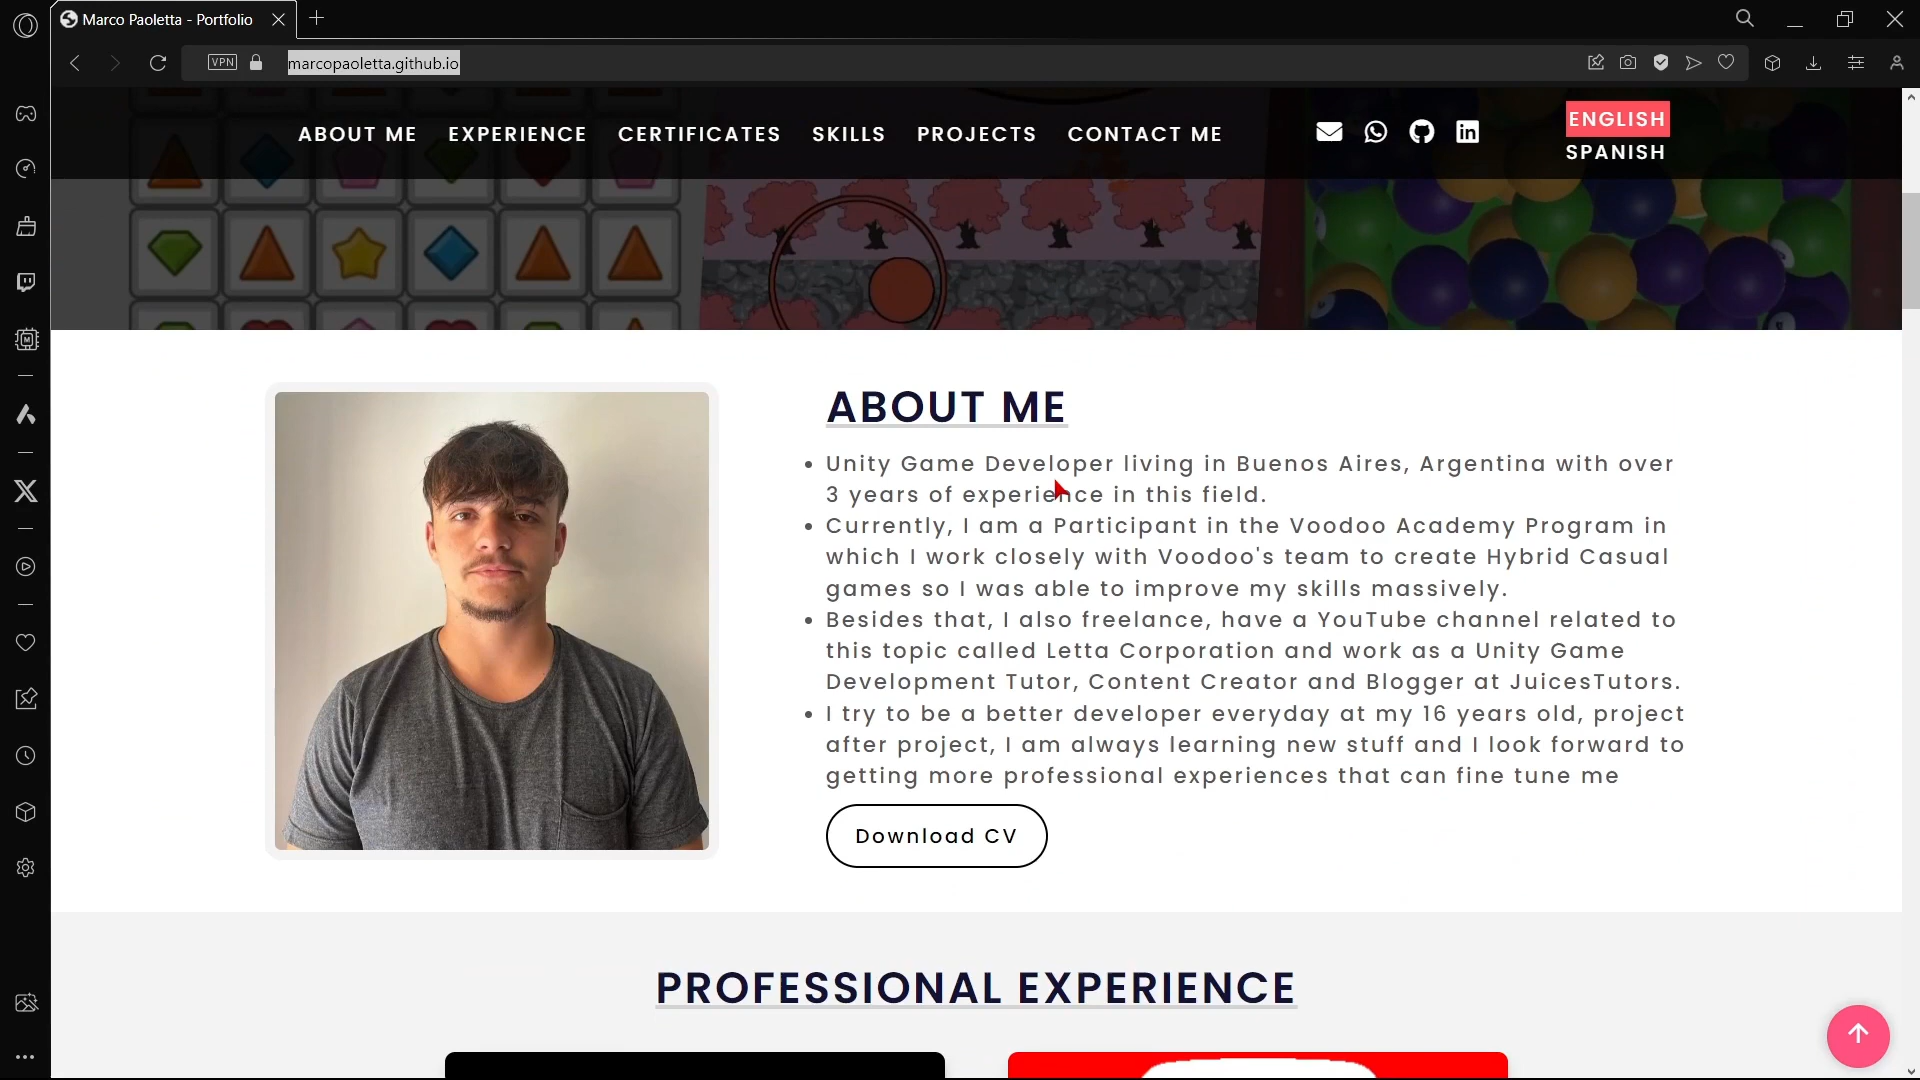 Marco Paoletta - Portfolio
VPN
marcopaoletta.github.io
ABOUT ME EXPERIENCE CERTIFICATES SKILLS PROJECTS CONTACT ME
ENGLISH
SPANISH
ABOUT ME
• Unity Game Developer living in Buenos Aires, Argentina with over
3 years of experience in this field.
• Currently, I am a Participant in the Voodoo Academy Program in
which I work closely with Voodoo's team to create Hybrid Casual
games so I was able to improve my skills massively.
• Besides that, I also freelance, have a YouTube channel related to
this topic called Letta Corporation and work as a Unity Game
Development Tutor, Content Creator and Blogger at JuicesTutors.
• I try to be a better developer everyday at my 16 years old, project
after project, I am always learning new stuff and I look forward to
getting more professional experiences that can fine tune me
Download CV
PROFESSIONAL EXPERIENCE